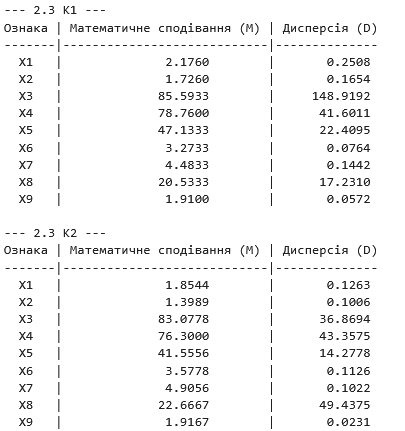 --- 2.3 K1 ---
Ознака | Математичне сподівання (M) | Дисперсія (D)
-------|----------------------------|--------------
X1 | 2.1760 | 0.2508
X2 | 1.7260 | 0.1654
X3 | 85.5933 | 148.9192
X4 | 78.7600 | 41.6011
X5 | 47.1333 | 22.4095
X6 | 3.2733 | 0.0764
X7 | 4.4833 | 0.1442
X8 | 20.5333 | 17.2310
X9 | 1.9100 | 0.0572
--- 2.3 K2 ---
Ознака | Математичне сподівання (M) | Дисперсія (D)
-------|----------------------------|--------------
X1 | 1.8544 | 0.1263
X2 | 1.3989 | 0.1006
X3 | 83.0778 | 36.8694
X4 | 76.3000 | 43.3575
X5 | 41.5556 | 14.2778
X6 | 3.5778 | 0.1126
X7 | 4.9056 | 0.1022
X8 | 22.6667 | 49.4375
X9 | 1.9167 | 0.0231